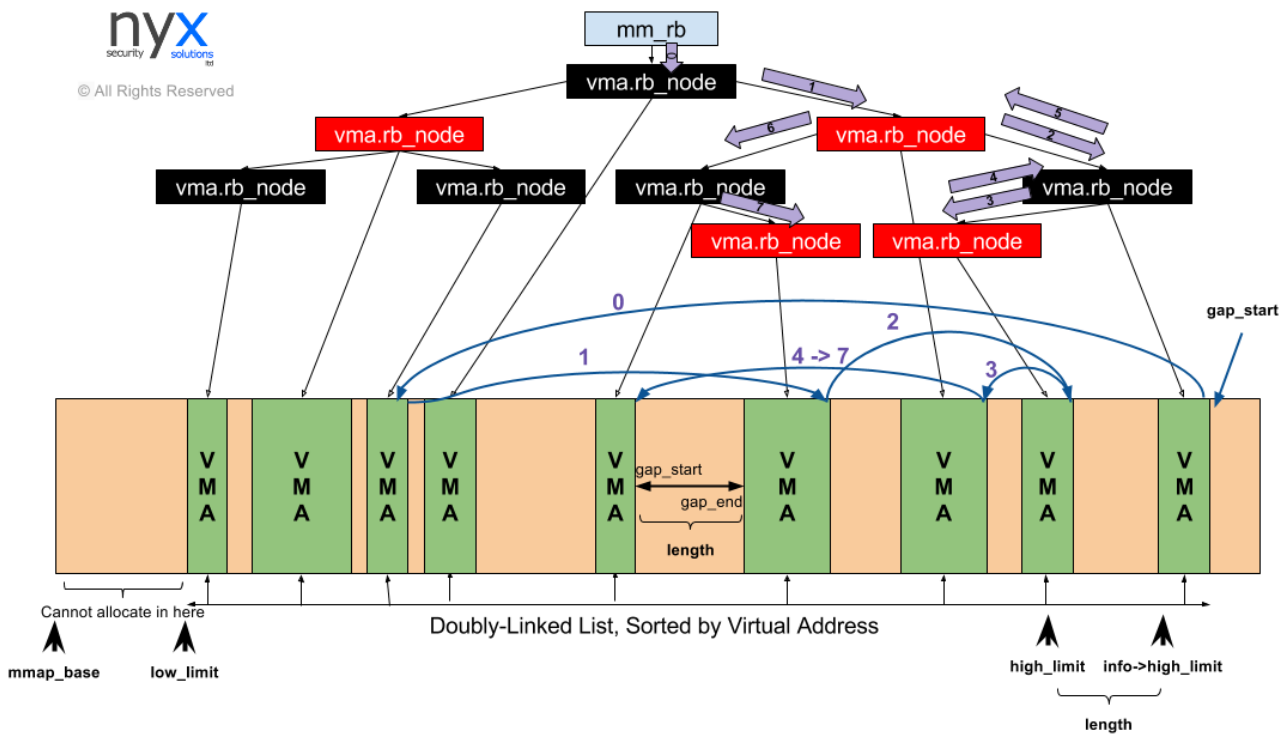 nyx
security solutions
ltd
© All Rights Reserved
mm_rb
vma.rb_node
1
5
6
2
vma.rb_node
vma.rb_node
vma.rb_node
vma.rb_node
vma.rb_node
4
vma.rb_node
7
3
vma.rb_node
vma.rb_node
0
gap_start
2
1
4 -> 7
3
V
M
A
V
M
A
V
M
A
V
M
A
V
M
A
gap_start
gap_end
length
V
M
A
V
M
A
V
M
A
V
M
A
Cannot allocate in here
Doubly-Linked List, Sorted by Virtual Address
mmap_base
low_limit
high_limit
info->high_limit
length